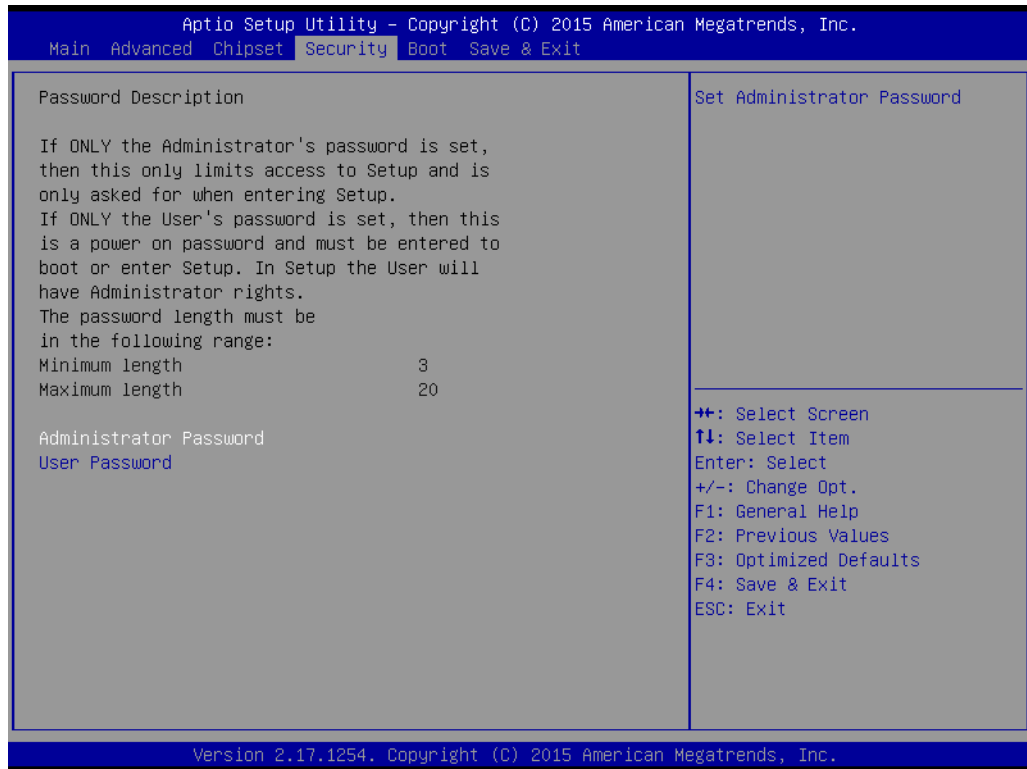 Aptio Setup Utility – Copyright (C) 2015 American Megatrends, Inc.
Main Advanced Chipset Security Boot Save & Exit
Password Description
If ONLY the Administrator's password is set,
then this only limits access to Setup and is
only asked for when entering Setup.
If ONLY the User's password is set, then this
is a power on password and must be entered to
boot or enter Setup. In Setup the User will
have Administrator rights.
The password length must be
in the following range:
Minimum length 3
Maximum length 20
Administrator Password
User Password
Set Administrator Password
→←: Select Screen
↑↓: Select Item
Enter: Select
+/-: Change Opt.
F1: General Help
F2: Previous Values
F3: Optimized Defaults
F4: Save & Exit
ESC: Exit
Version 2.17.1254. Copyright (C) 2015 American Megatrends, Inc.